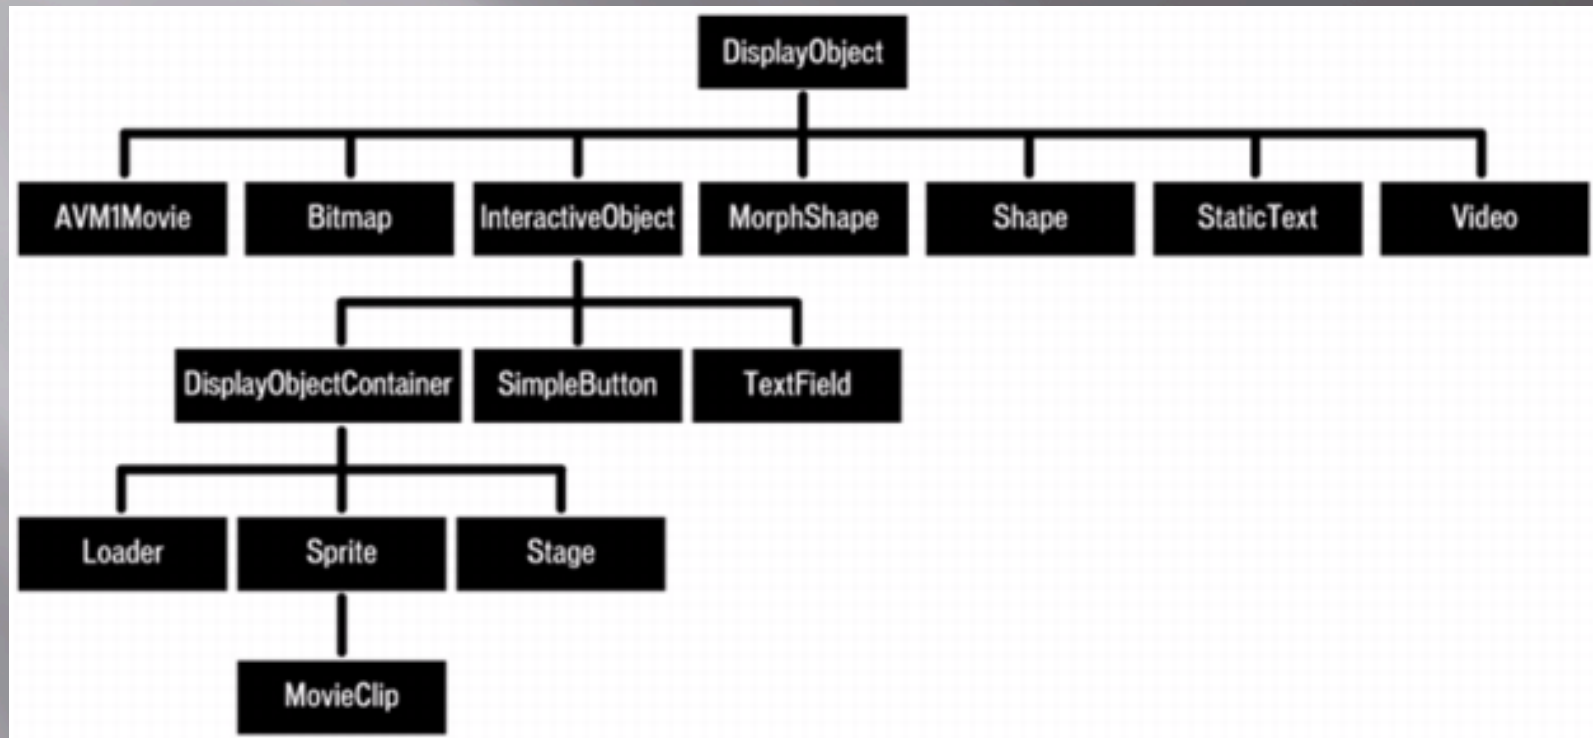 DisplayObject
AVM1Movie
Bitmap
InteractiveObject
MorphShape
Shape
StaticText
Video
DisplayObjectContainer
SimpleButton
TextField
Loader
Sprite
Stage
MovieClip